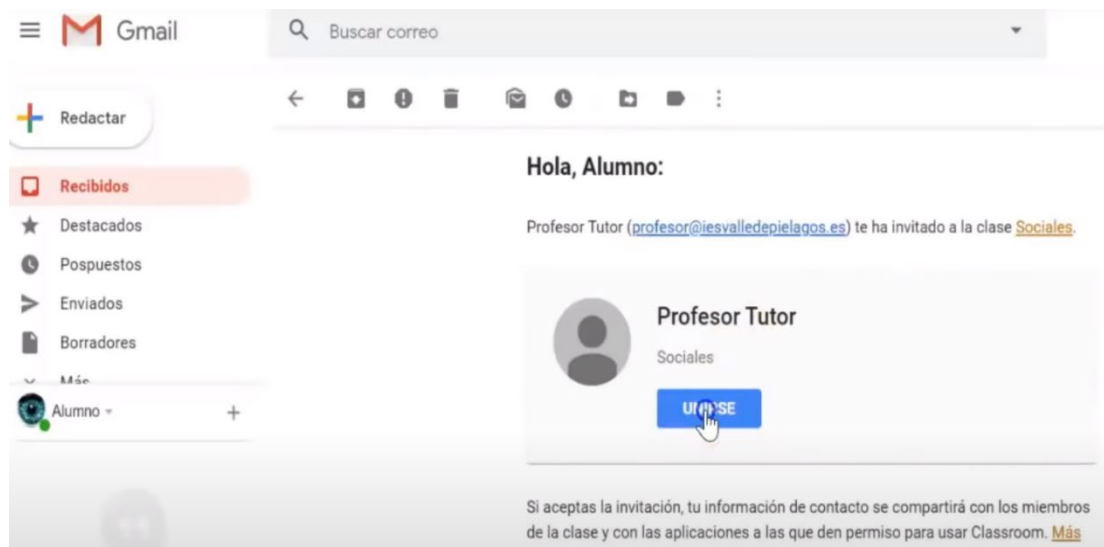 Gmail
Buscar correo
Redactar
Recibidos
Destacados
Pospuestos
Enviados
Borradores
Más
Alumno
Hola, Alumno:
Profesor Tutor (profesor@iesvalledepielagos.es) te ha invitado a la clase Sociales.
Profesor Tutor
Sociales
UNIRSE
Si aceptas la invitación, tu información de contacto se compartirá con los miembros
de la clase y con las aplicaciones a las que den permiso para usar Classroom. Más